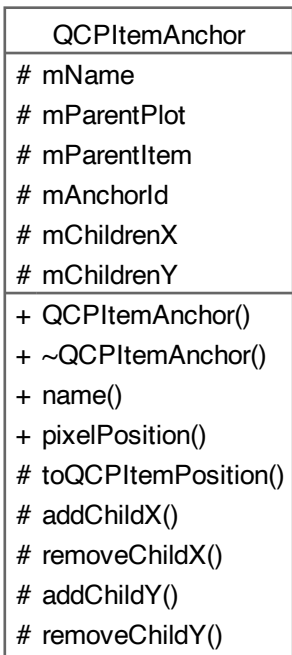 QCPItemAnchor
# mName
# mParentPlot
# mParentItem
# mAnchorId
# mChildrenX
# mChildrenY
+ QCPItemAnchor()
+ ~QCPItemAnchor()
+ name()
+ pixelPosition()
# toQCPItemPosition()
# addChildX()
# removeChildX()
# addChildY()
# removeChildY()